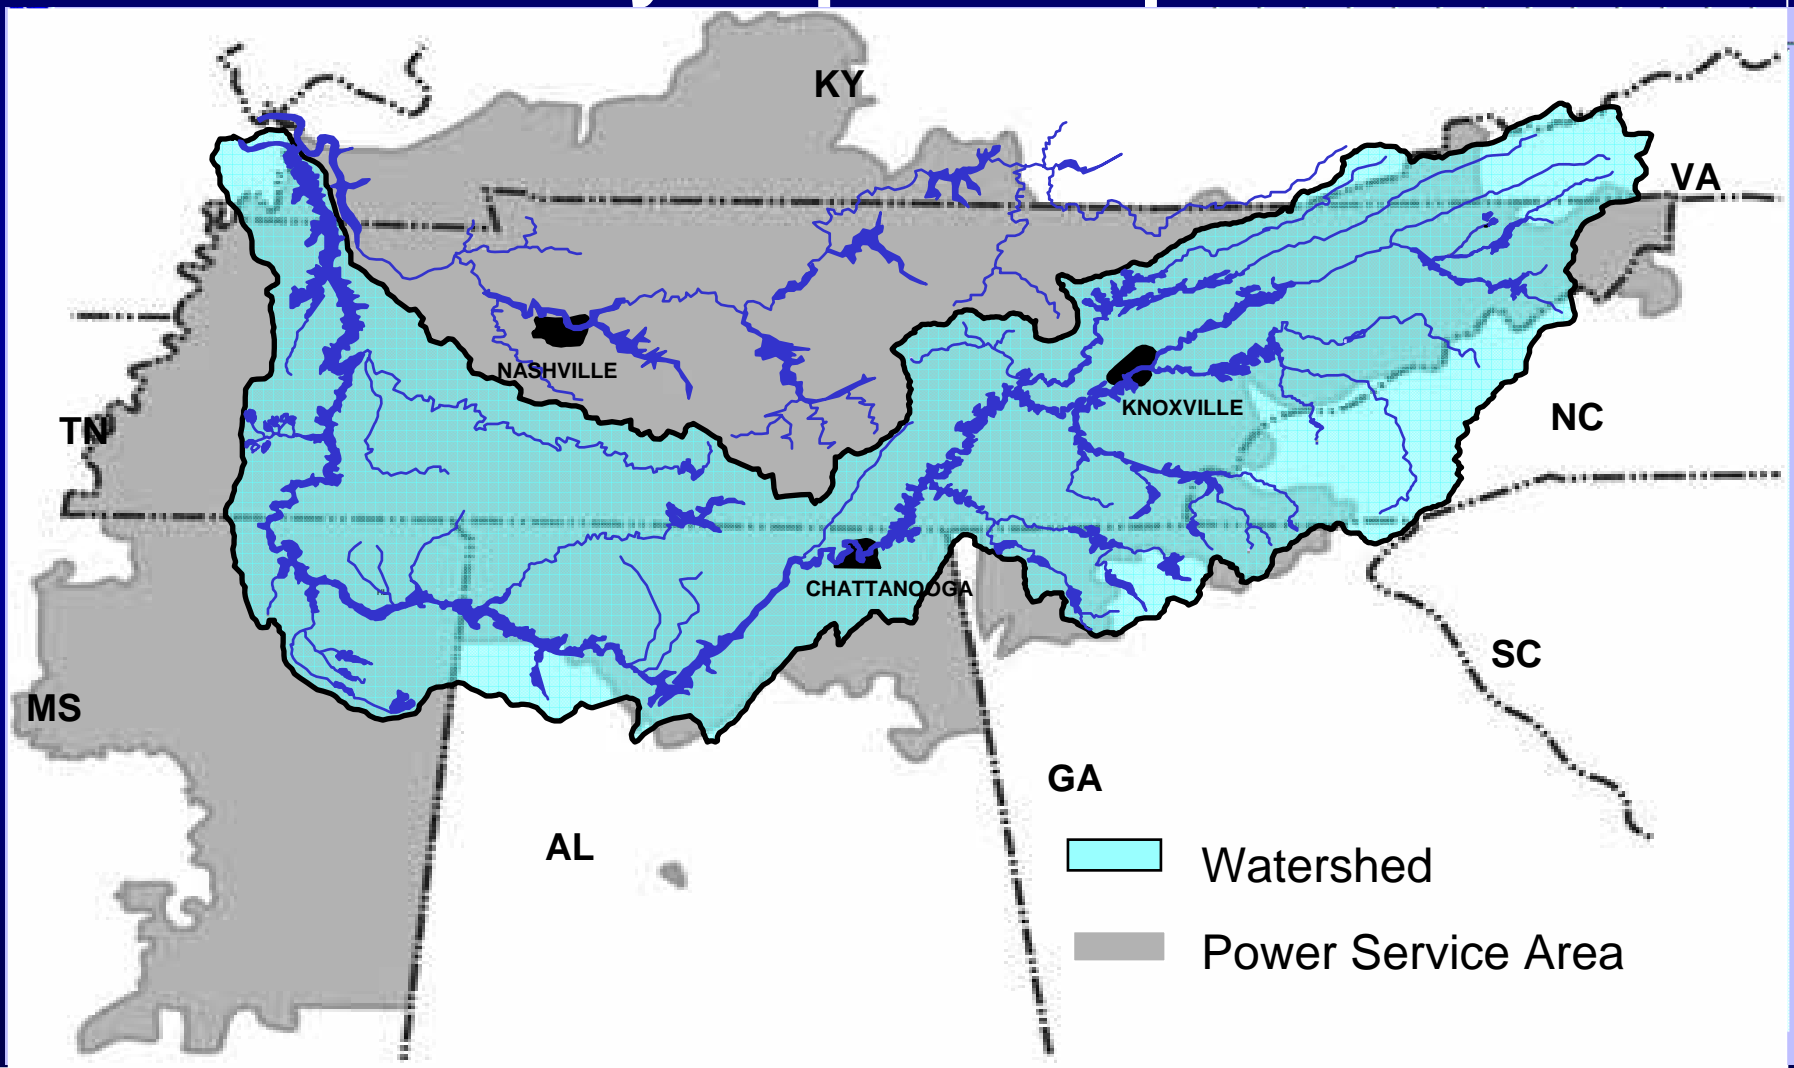 KY
VA
NASHVILLE
KNOXVILLE
TN
NC
CHATTANOOGA
SC
MS
GA
AL
Watershed
Power Service Area